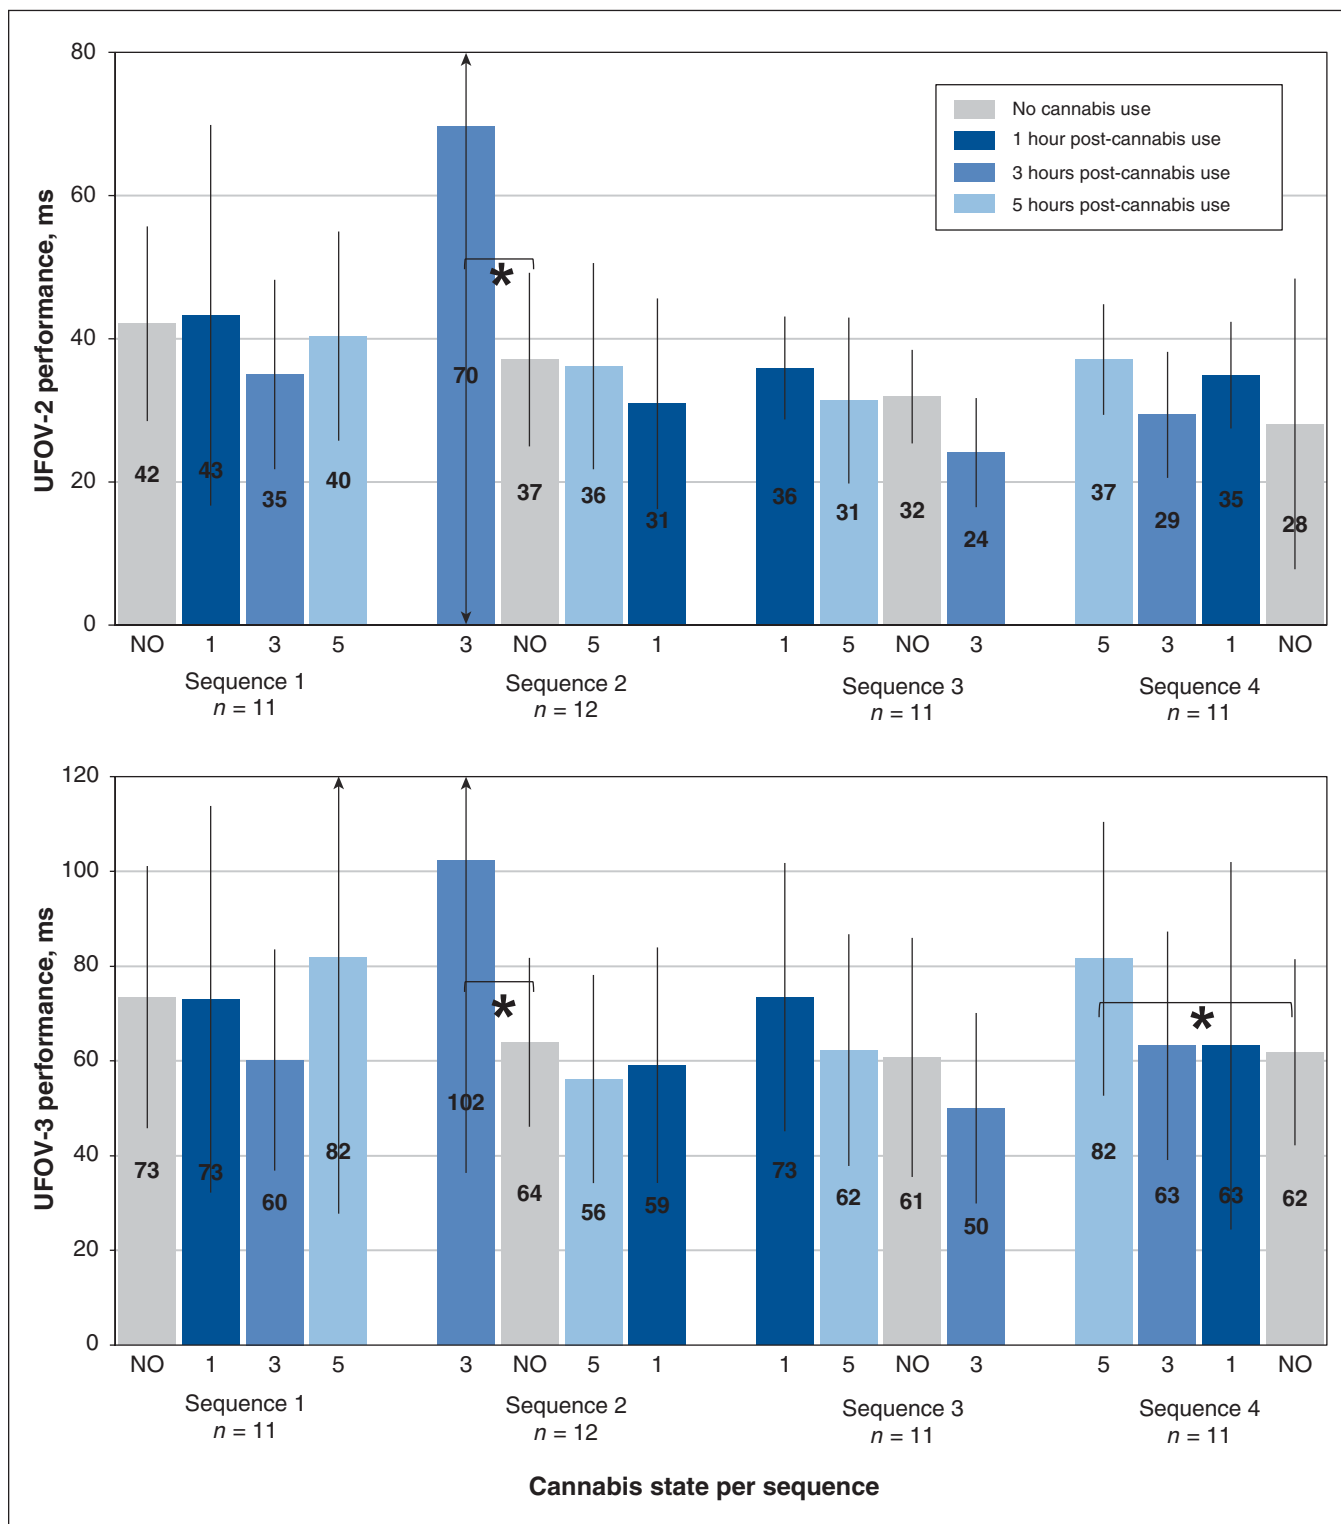 80
60
40
20
0
UFOV-2 performance, ms
No cannabis use
1 hour post-cannabis use
3 hours post-cannabis use
5 hours post-cannabis use
*
42 43 35 40 70 37 36 31 36 31 32 24 37 29 35 28
NO 1 3 5 3 NO 5 1 1 5 NO 3 5 3 1 NO
Sequence 1 Sequence 2 Sequence 3 Sequence 4
n = 11 n = 12 n = 11 n = 11
120
100
80
60
40
20
0
UFOV-3 performance, ms
* *
73 73 60 82 102 64 56 59 73 62 61 50 82 63 63 62
NO 1 3 5 3 NO 5 1 1 5 NO 3 5 3 1 NO
Sequence 1 Sequence 2 Sequence 3 Sequence 4
n = 11 n = 12 n = 11 n = 11
Cannabis state per sequence